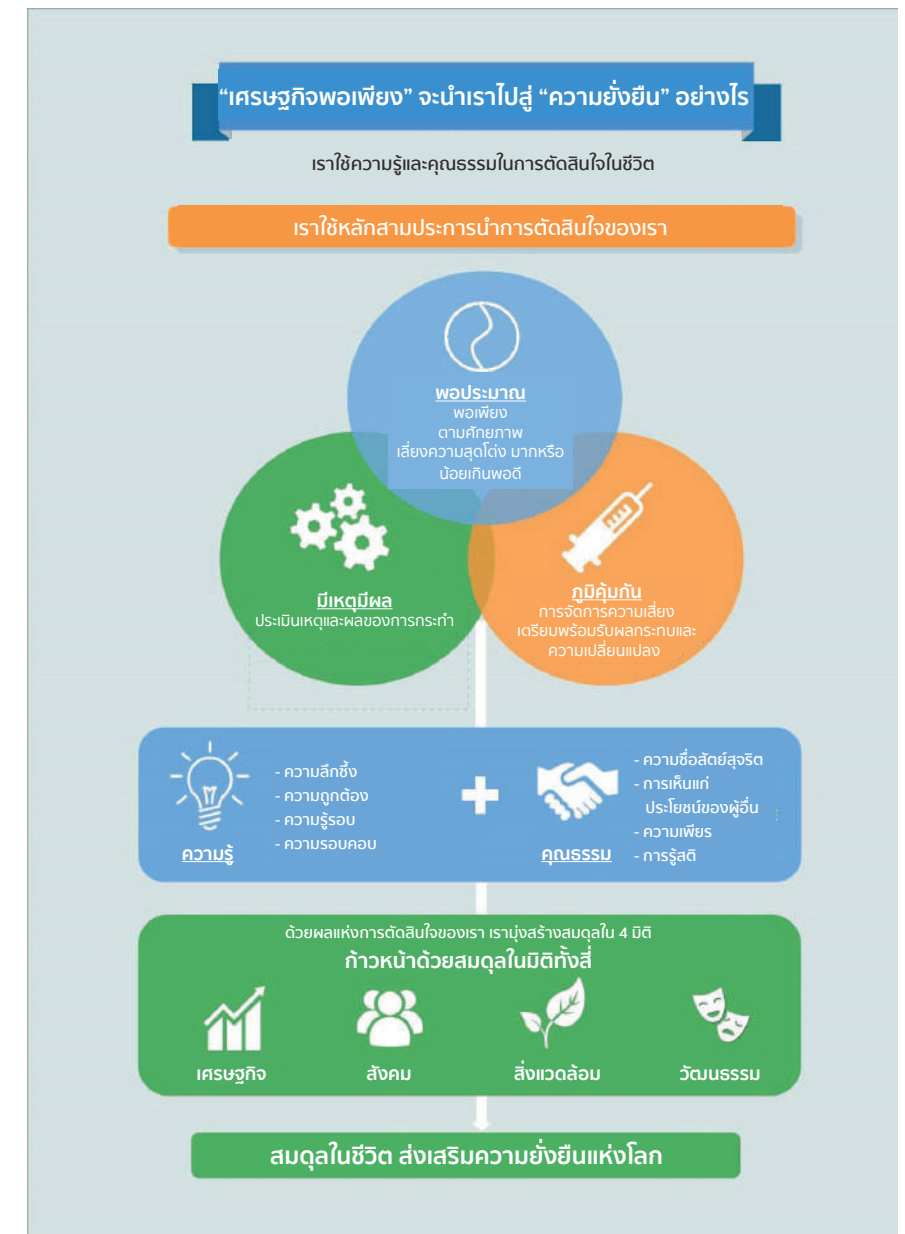 “เศรษฐกิจพอเพียง” จะนำเราไปสู่ “ความยั่งยืน” อย่างไร
เราใช้ความรู้และคุณธรรมในการตัดสินใจในชีวิต
เราใช้หลักสามประการนำการตัดสินใจของเรา
พอประมาณ
พอเพียง
ตามศักยภาพ
เลี่ยงความสุดโต่ง มากหรือ
น้อยเกินพอดี
มีเหตุมีผล
ประเมินเหตุและผลของการกระทำ
ภูมิคุ้มกัน
การจัดการความเสี่ยง
เตรียมพร้อมรับผลกระทบและ
ความเปลี่ยนแปลง
ความรู้
- ความลึกซึ้ง
- ความถูกต้อง
- ความรู้รอบ
- ความรอบคอบ
คุณธรรม
- ความซื่อสัตย์สุจริต
- การเห็นแก่
ประโยชน์ของผู้อื่น
- ความเพียร
- การรู้สติ
ด้วยผลแห่งการตัดสินใจของเรา เรามุ่งสร้างสมดุลใน 4 มิติ
ก้าวหน้าด้วยสมดุลในมิติทั้งสี่
เศรษฐกิจ
สังคม
สิ่งแวดล้อม
วัฒนธรรม
สมดุลในชีวิต ส่งเสริมความยั่งยืนแห่งโลก